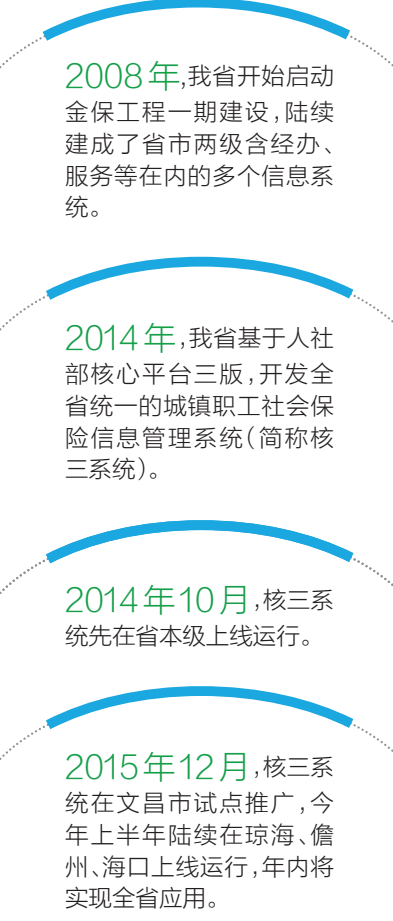 2008年,我省开始启动
金保工程一期建设,陆续
建成了省市两级含经办、
服务等在内的多个信息系
统。
2014年,我省基于人社
部核心平台三版,开发全
省统一的城镇职工社会保
险信息管理系统(简称核
三系统)。
2014年10月,核三系
统先在省本级上线运行。
2015年12月,核三系
统在文昌市试点推广,今
年上半年陆续在琼海、儋
州、海口上线运行,年内将
实现全省应用。